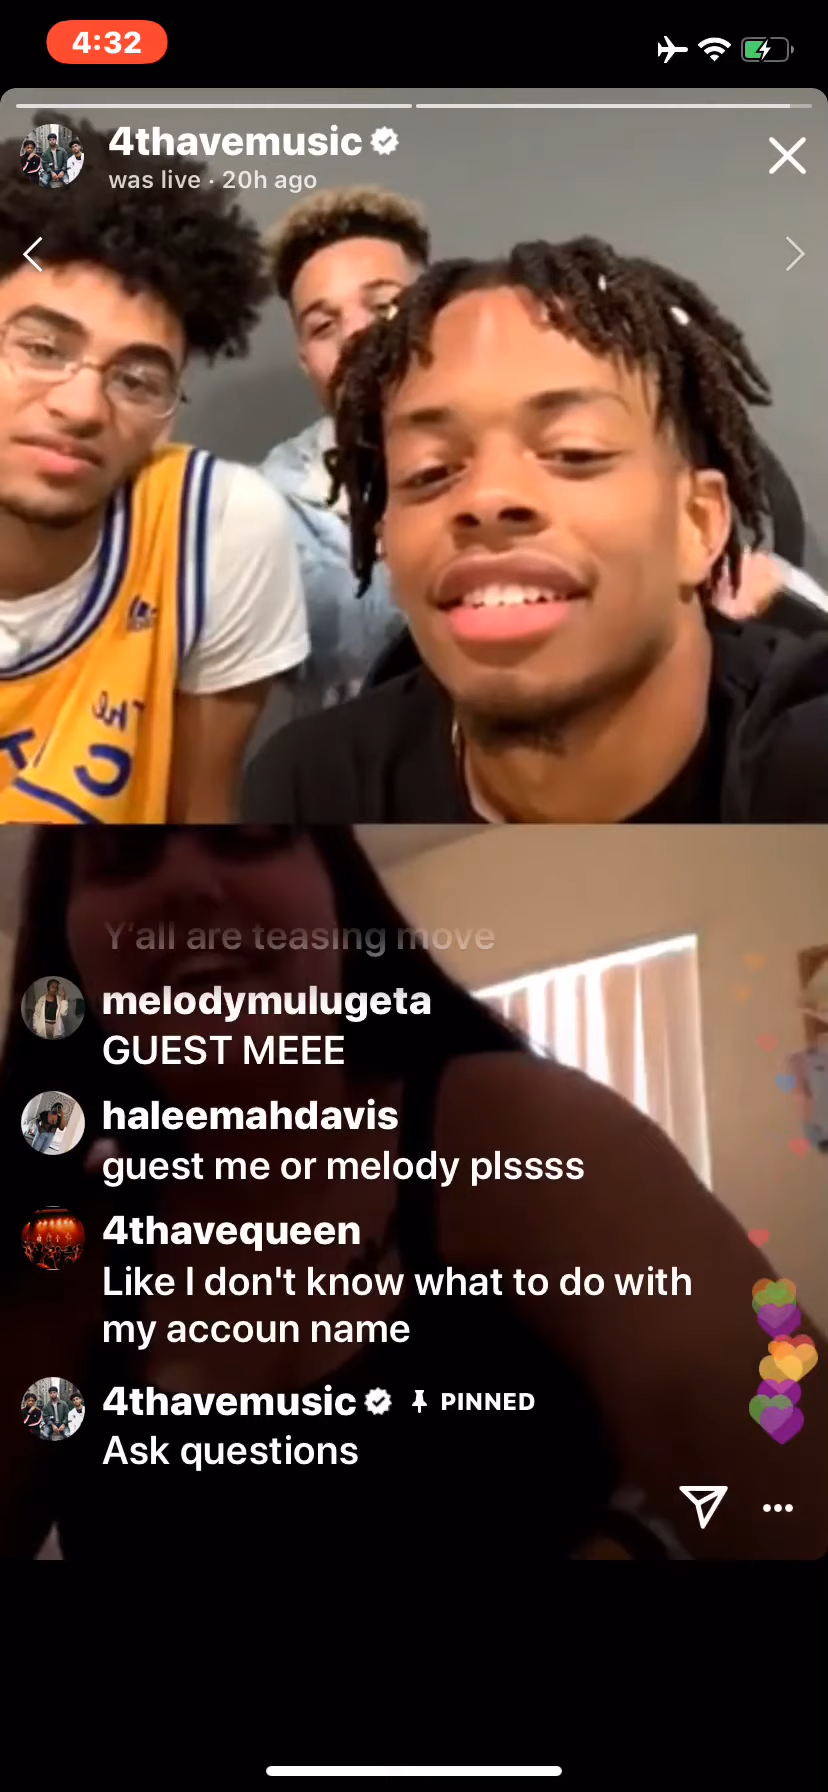 4:32
4thavemusic
was live · 20h ago
Y'all are teasing move
melodymulugeta
GUEST MEEE
haleemahdavis
guest me or melody plssss
4thavequeen
Like I don't know what to do with
my accoun name
4thavemusic PINNED
Ask questions